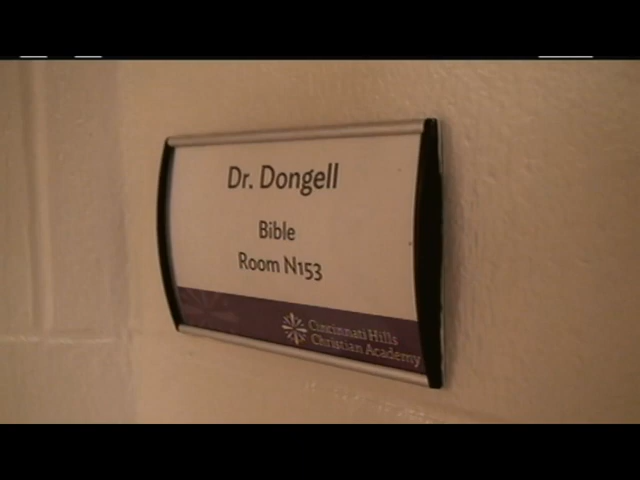 Dr. Dongell
Bible
Room N153
Cincinnati Hills
Christian Academy